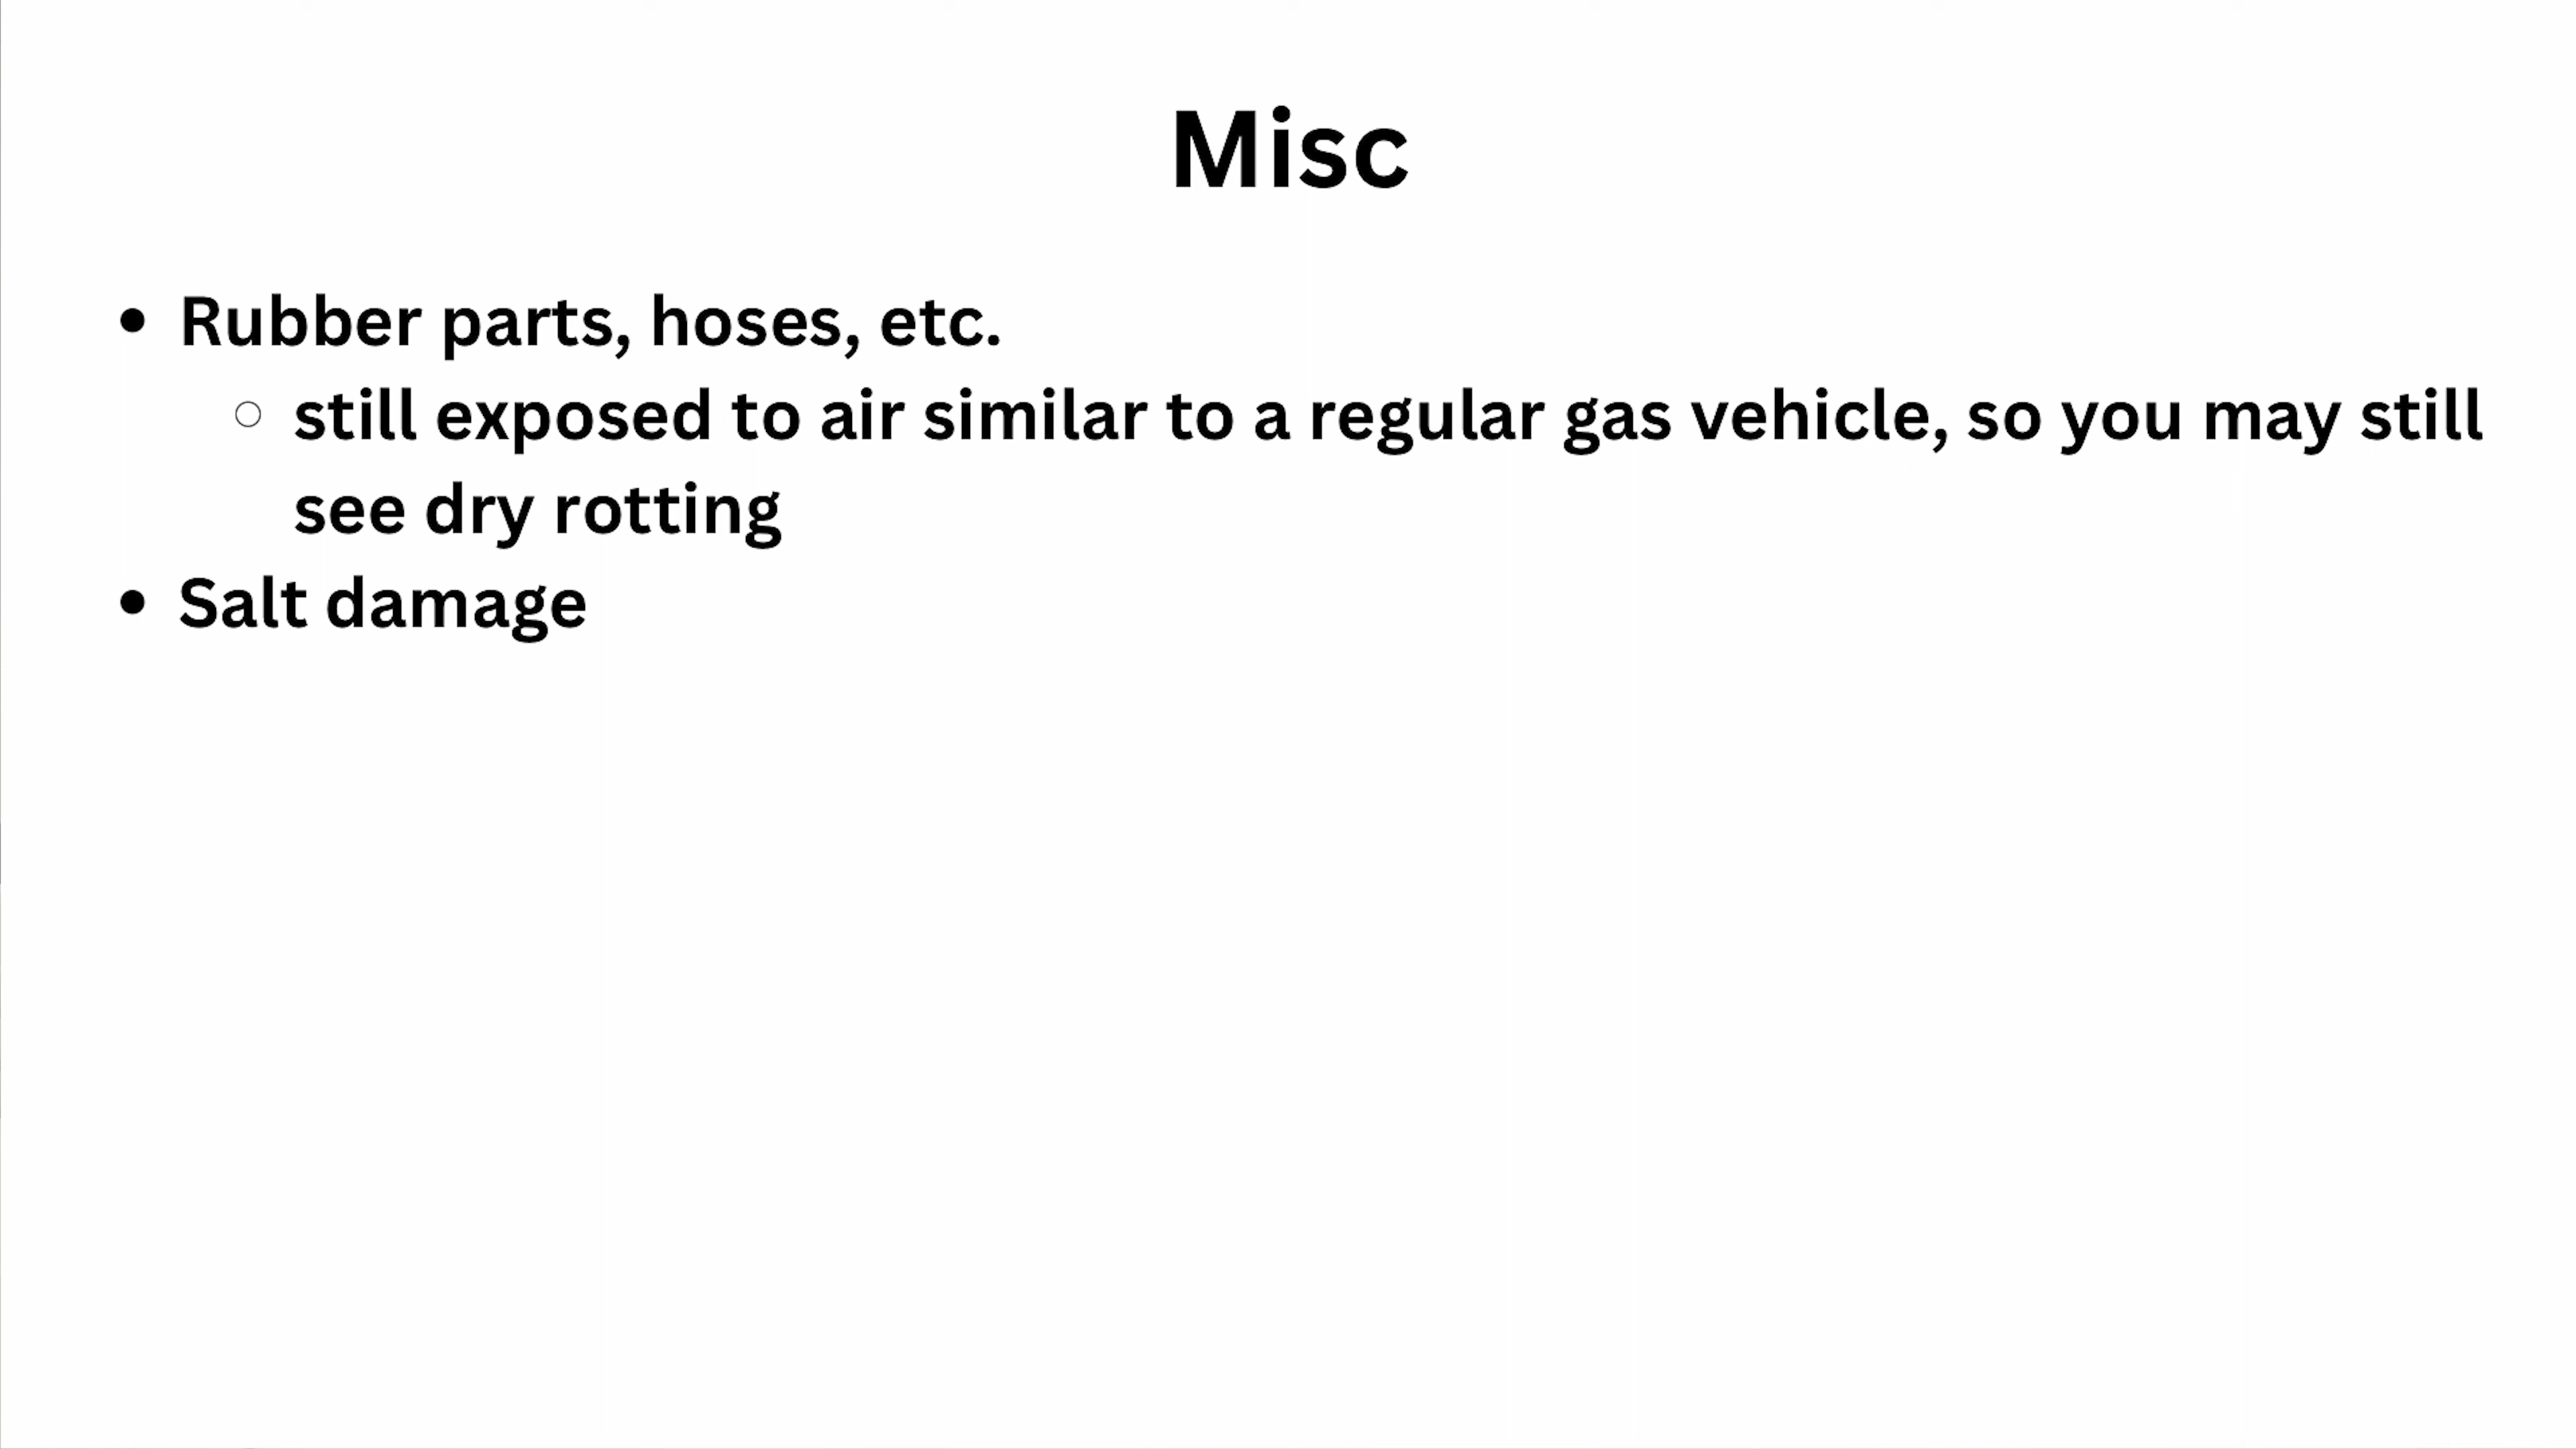 Misc
• Rubber parts, hoses, etc.
○ still exposed to air similar to a regular gas vehicle, so you may still
see dry rotting
• Salt damage